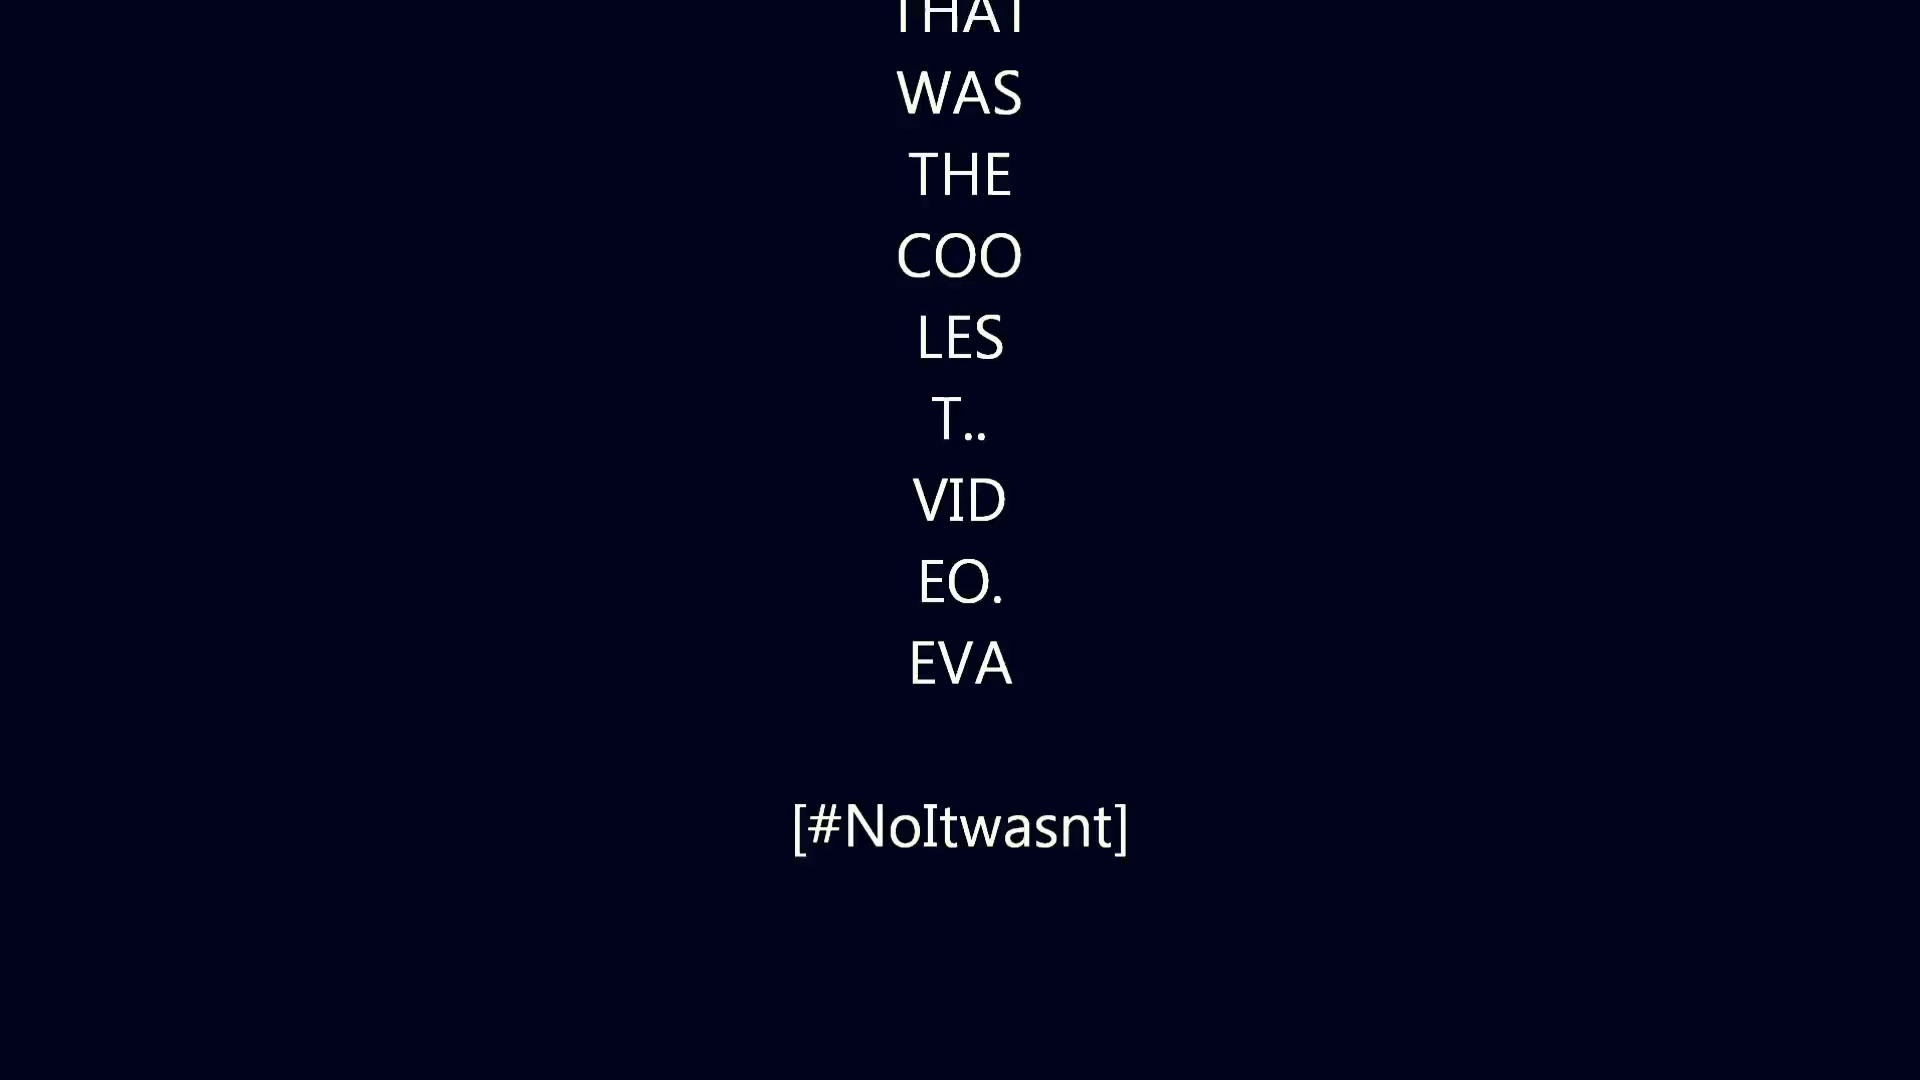 THAT
WAS
THE
COO
LES
T..
VID
EO.
EVA
[#NoItwasnt]